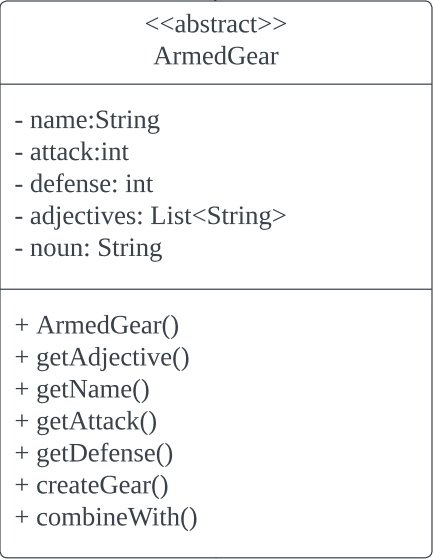 <<abstract>>
ArmedGear
- name:String
- attack:int
- defense: int
- adjectives: List<String>
- noun: String
+ ArmedGear()
+ getAdjective()
+ getName()
+ getAttack()
+ getDefense()
+ createGear()
+ combineWith()